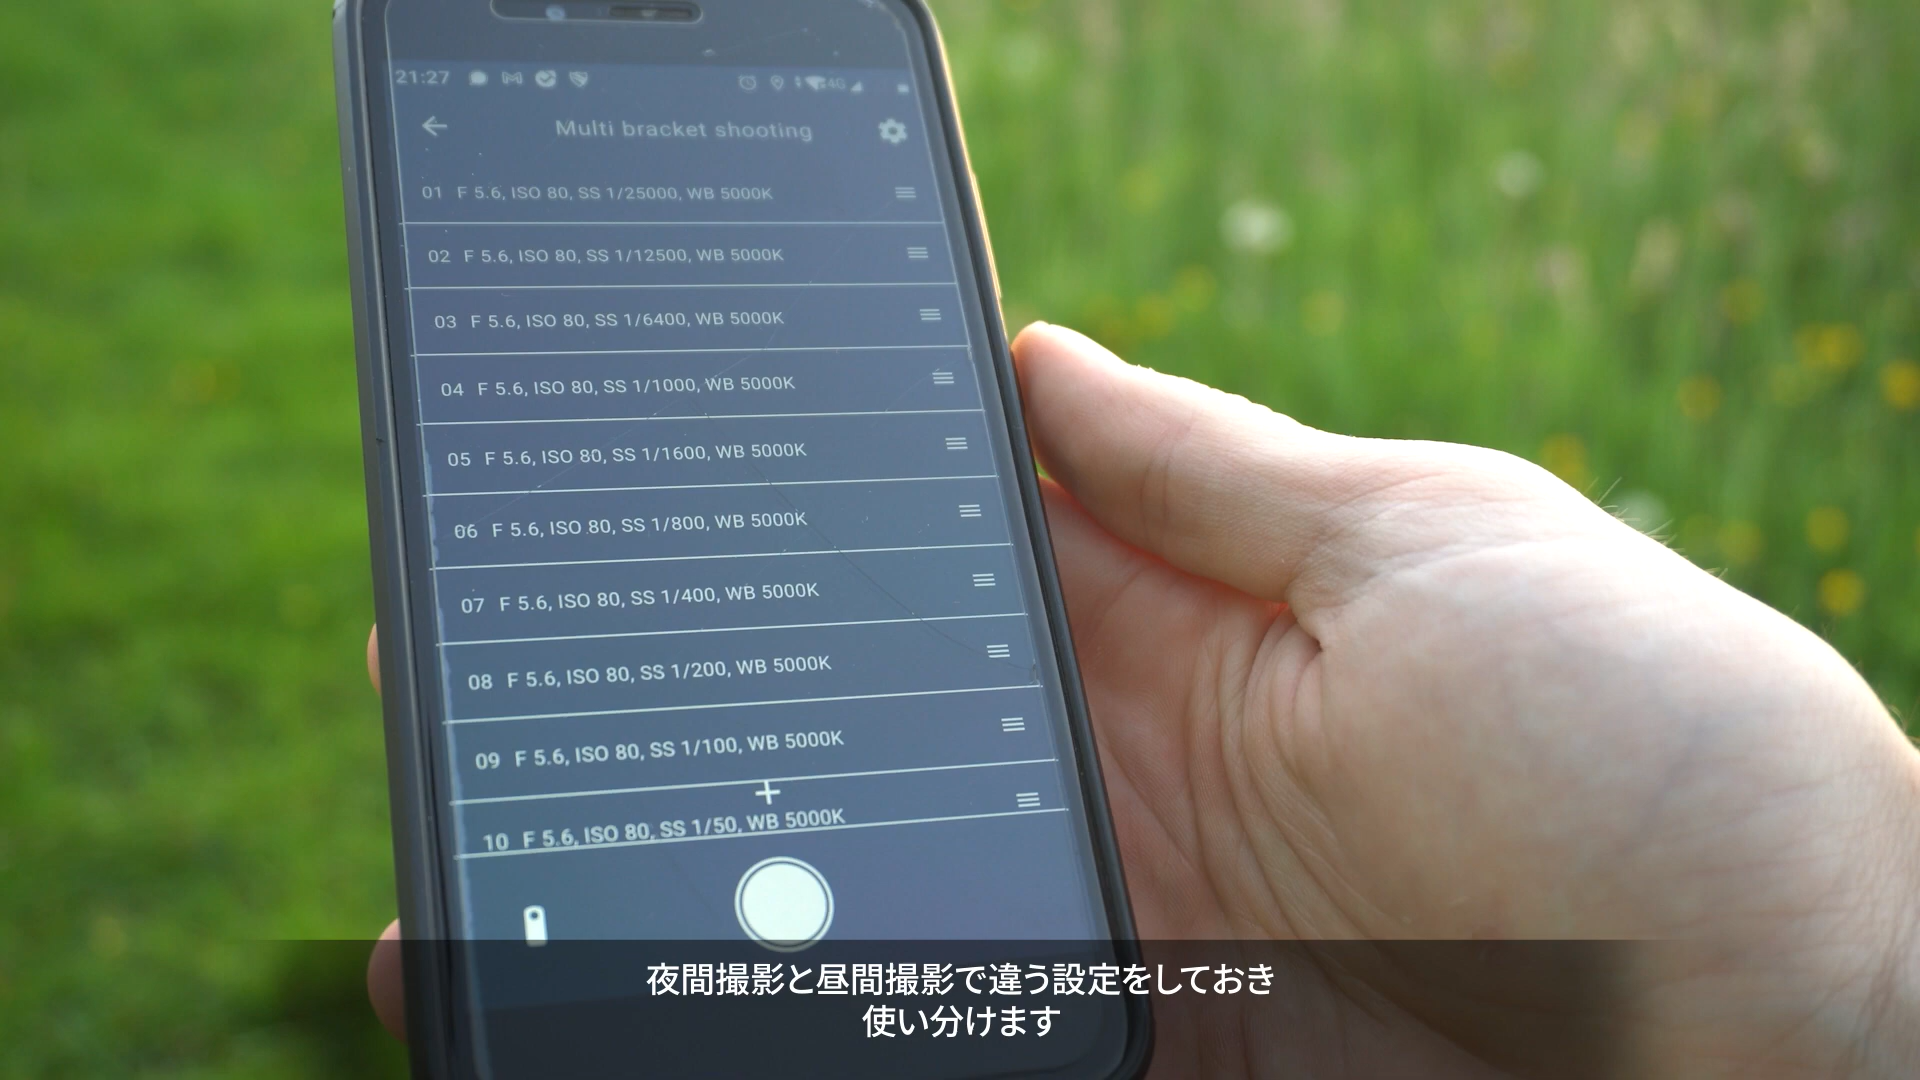 21:27
4G
Multi bracket shooting
01 F 5.6, ISO 80, SS 1/25000, WB 5000K
02 F 5.6, ISO 80, SS 1/12500, WB 5000K
03 F 5.6, ISO 80, SS 1/6400, WB 5000K
04 F 5.6, ISO 80, SS 1/1000, WB 5000K
05 F 5.6, ISO 80, SS 1/1600, WB 5000K
06 F 5.6, ISO 80, SS 1/800, WB 5000K
07 F 5.6, ISO 80, SS 1/400, WB 5000K
08 F 5.6, ISO 80, SS 1/200, WB 5000K
09 F 5.6, ISO 80, SS 1/100, WB 5000K
10 F 5.6, ISO 80, SS 1/50, WB 5000K
夜間撮影と昼間撮影で違う設定をしておき
使い分けます